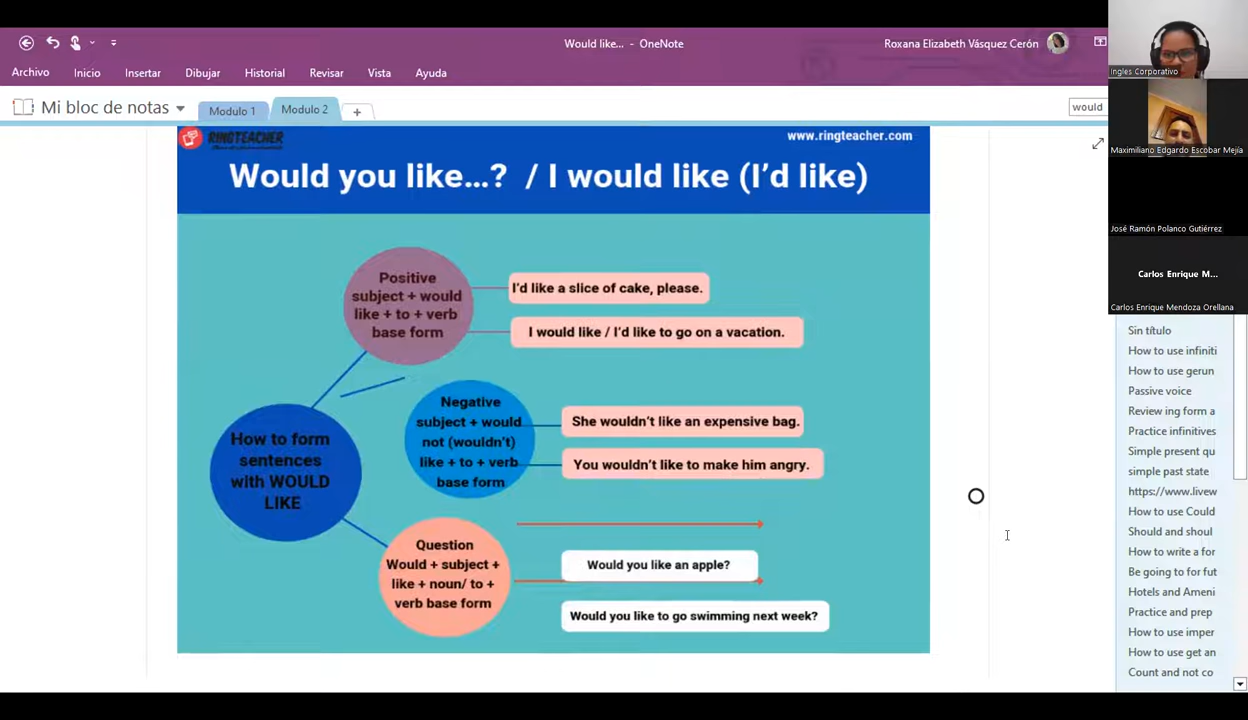 Would like... - OneNote
Roxana Elizabeth Vásquez Cerón
Archivo
Inicio
Insertar
Dibujar
Historial
Revisar
Vista
Ayuda
Mi bloc de notas
Modulo 1
Modulo 2
would
RINGTEACHER
www.ringteacher.com
Would you like...? / I would like (I'd like)
Positive
subject + would
like + to + verb
base form
I'd like a slice of cake, please.
I would like / I'd like to go on a vacation.
Negative
subject + would
not (wouldn't)
like + to + verb
base form
She wouldn't like an expensive bag.
You wouldn't like to make him angry.
How to form
sentences
with WOULD
LIKE
Question
Would + subject +
like + noun/ to +
verb base form
Would you like an apple?
Would you like to go swimming next week?
Ingles Corporativo
Maximiliano Edgardo Escobar Mejía
José Ramón Polanco Gutiérrez
Carlos Enrique M...
Carlos Enrique Mendoza Orellana
Sin título
How to use infiniti
How to use gerun
Passive voice
Review ing form a
Practice infinitives
Simple present qu
simple past state
https://www.livew
How to use Could
Should and shoul
How to write a for
Be going to for fut
Hotels and Ameni
Practice and prep
How to use imper
How to use get an
Count and not co